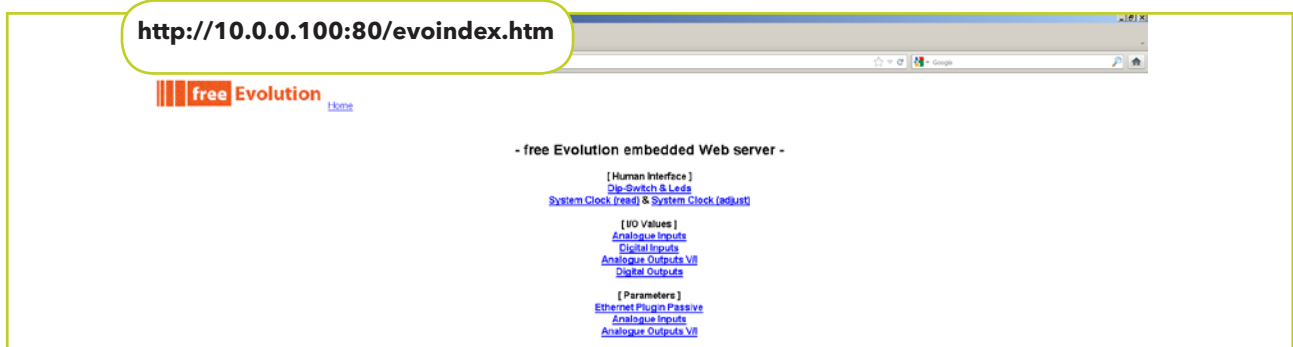 http://10.0.0.100:80/evoindex.htm
Google
free Evolution Home
- free Evolution embedded Web server -
[ Human Interface ]
Dip-Switch & Leds
System Clock (read) & System Clock (adjust)
[ I/O Values ]
Analogue Inputs
Digital Inputs
Analogue Outputs V/I
Digital Outputs
[ Parameters ]
Ethernet Plugin Passive
Analogue Inputs
Analogue Outputs V/I